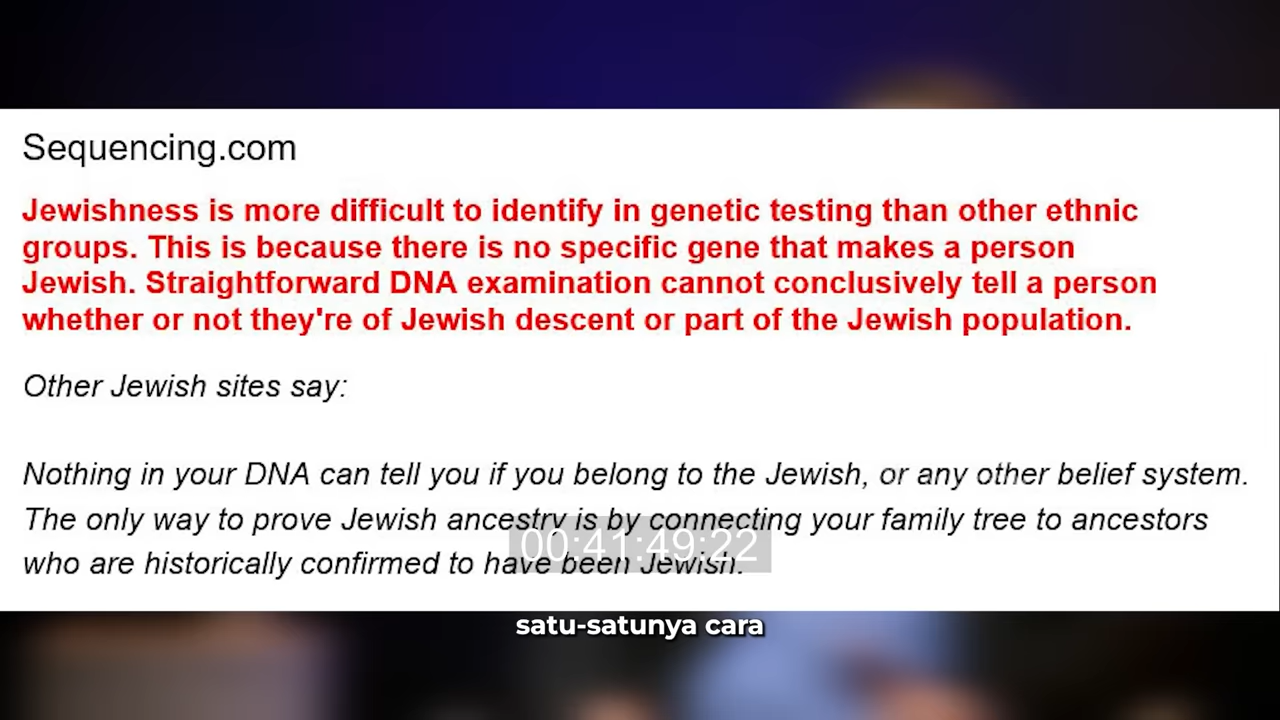 Sequencing.com
Jewishness is more difficult to identify in genetic testing than other ethnic
groups. This is because there is no specific gene that makes a person
Jewish. Straightforward DNA examination cannot conclusively tell a person
whether or not they're of Jewish descent or part of the Jewish population.
Other Jewish sites say:
Nothing in your DNA can tell you if you belong to the Jewish, or any other belief system.
The only way to prove Jewish ancestry is by connecting your family tree to ancestors
00:41:49:22
who are historically confirmed to have been Jewish.
satu-satunya cara